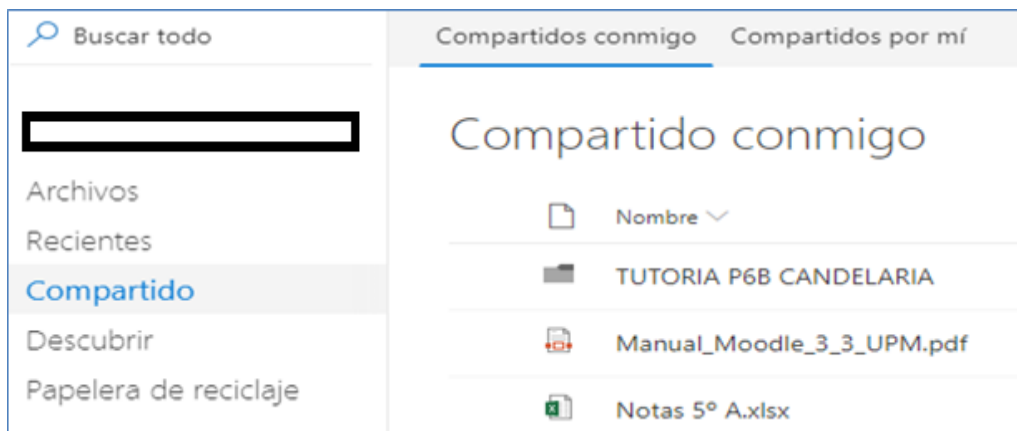 Buscar todo
Archivos
Recientes
Compartido
Descubrir
Papelera de reciclaje
Compartidos conmigo Compartidos por mí
Compartido conmigo
Nombre
TUTORIA P6B CANDELARIA
Manual_Moodle_3_3_UPM.pdf
Notas 5º A.xlsx